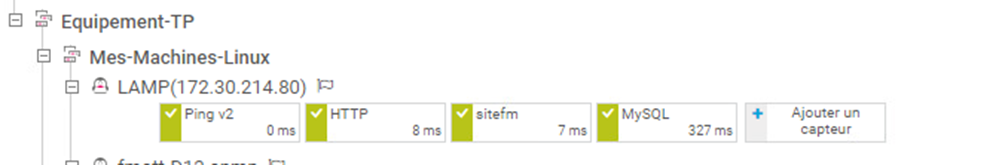 Equipement-TP
Mes-Machines-Linux
LAMP(172.30.214.80)
Ping v2 HTTP sitefm MySQL Ajouter un capteur
0 ms 8 ms 7 ms 327 ms